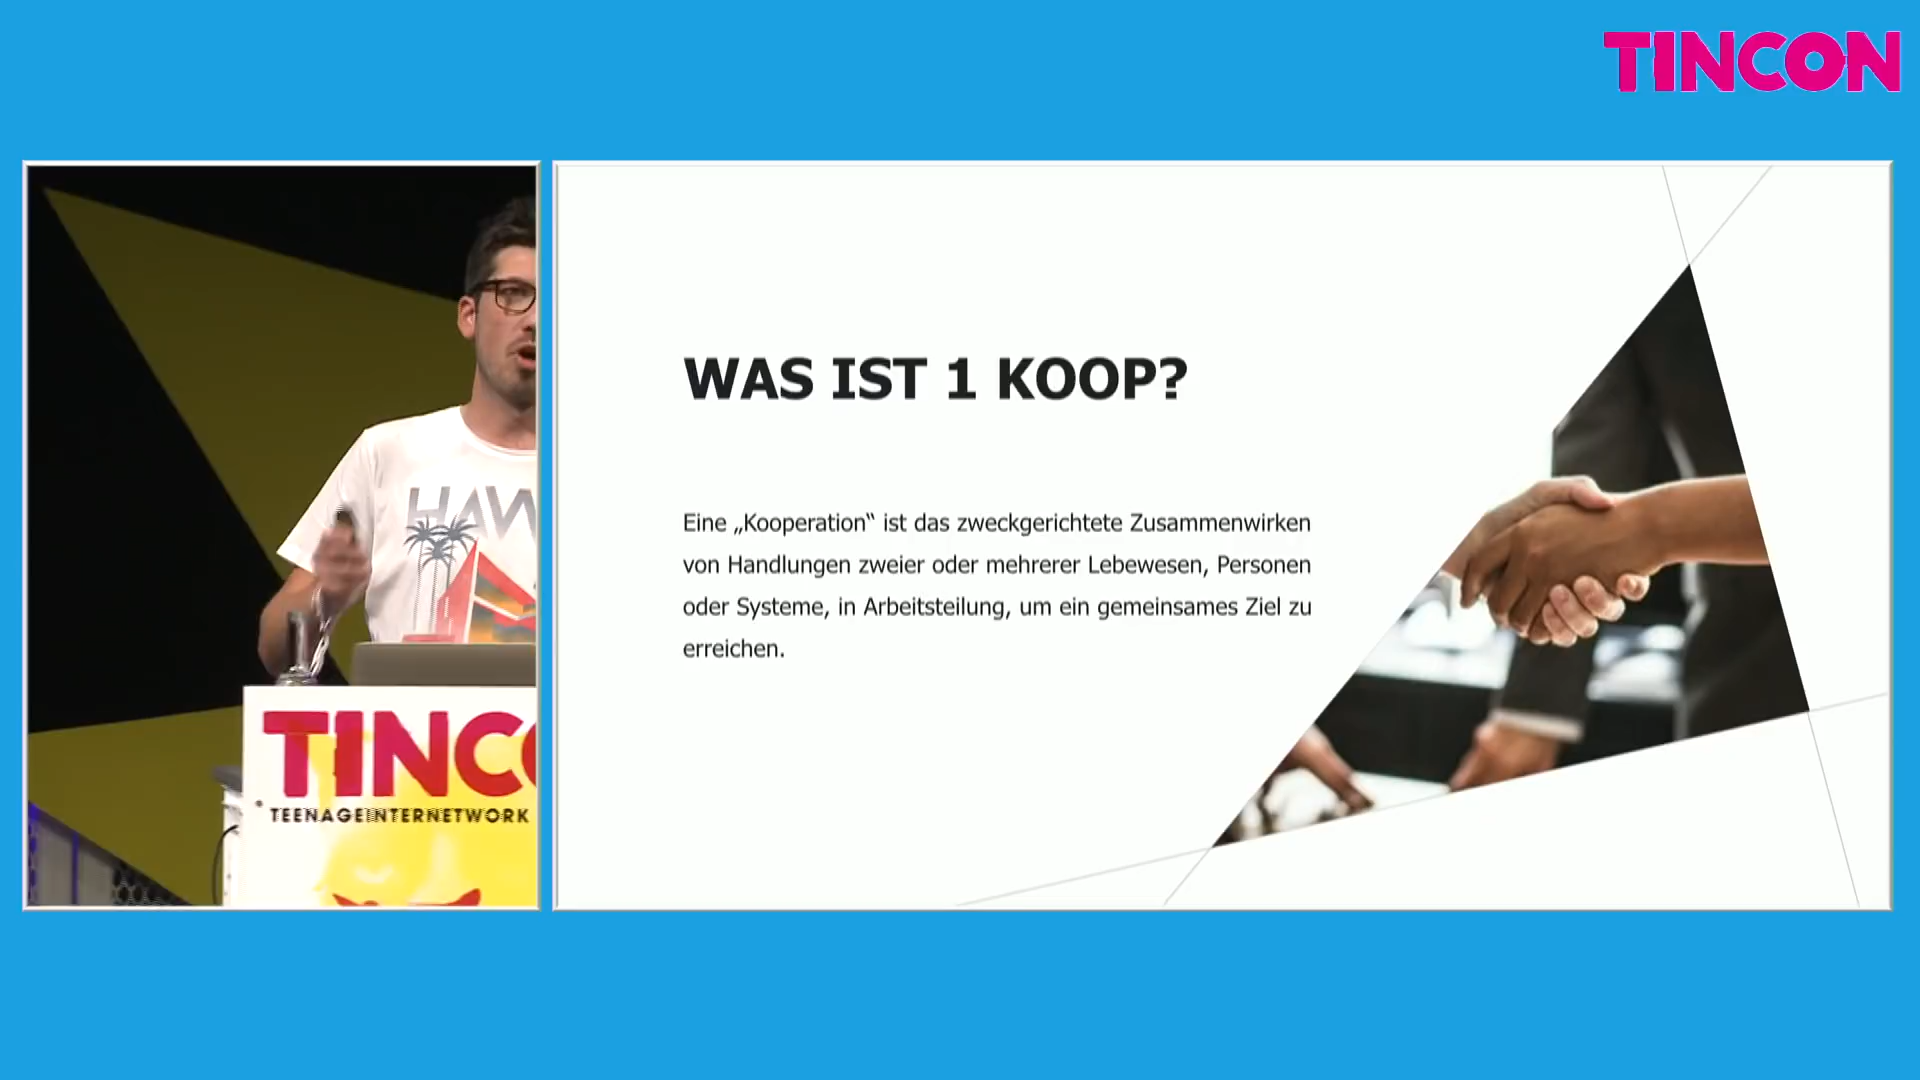 TINCON
WAS IST 1 KOOP?
Eine „Kooperation“ ist das zweckgerichtete Zusammenwirken
von Handlungen zweier oder mehrerer Lebewesen, Personen
oder Systeme, in Arbeitsteilung, um ein gemeinsames Ziel zu
erreichen.
HAW
TINCO
TEENAGEINTERNETWORK